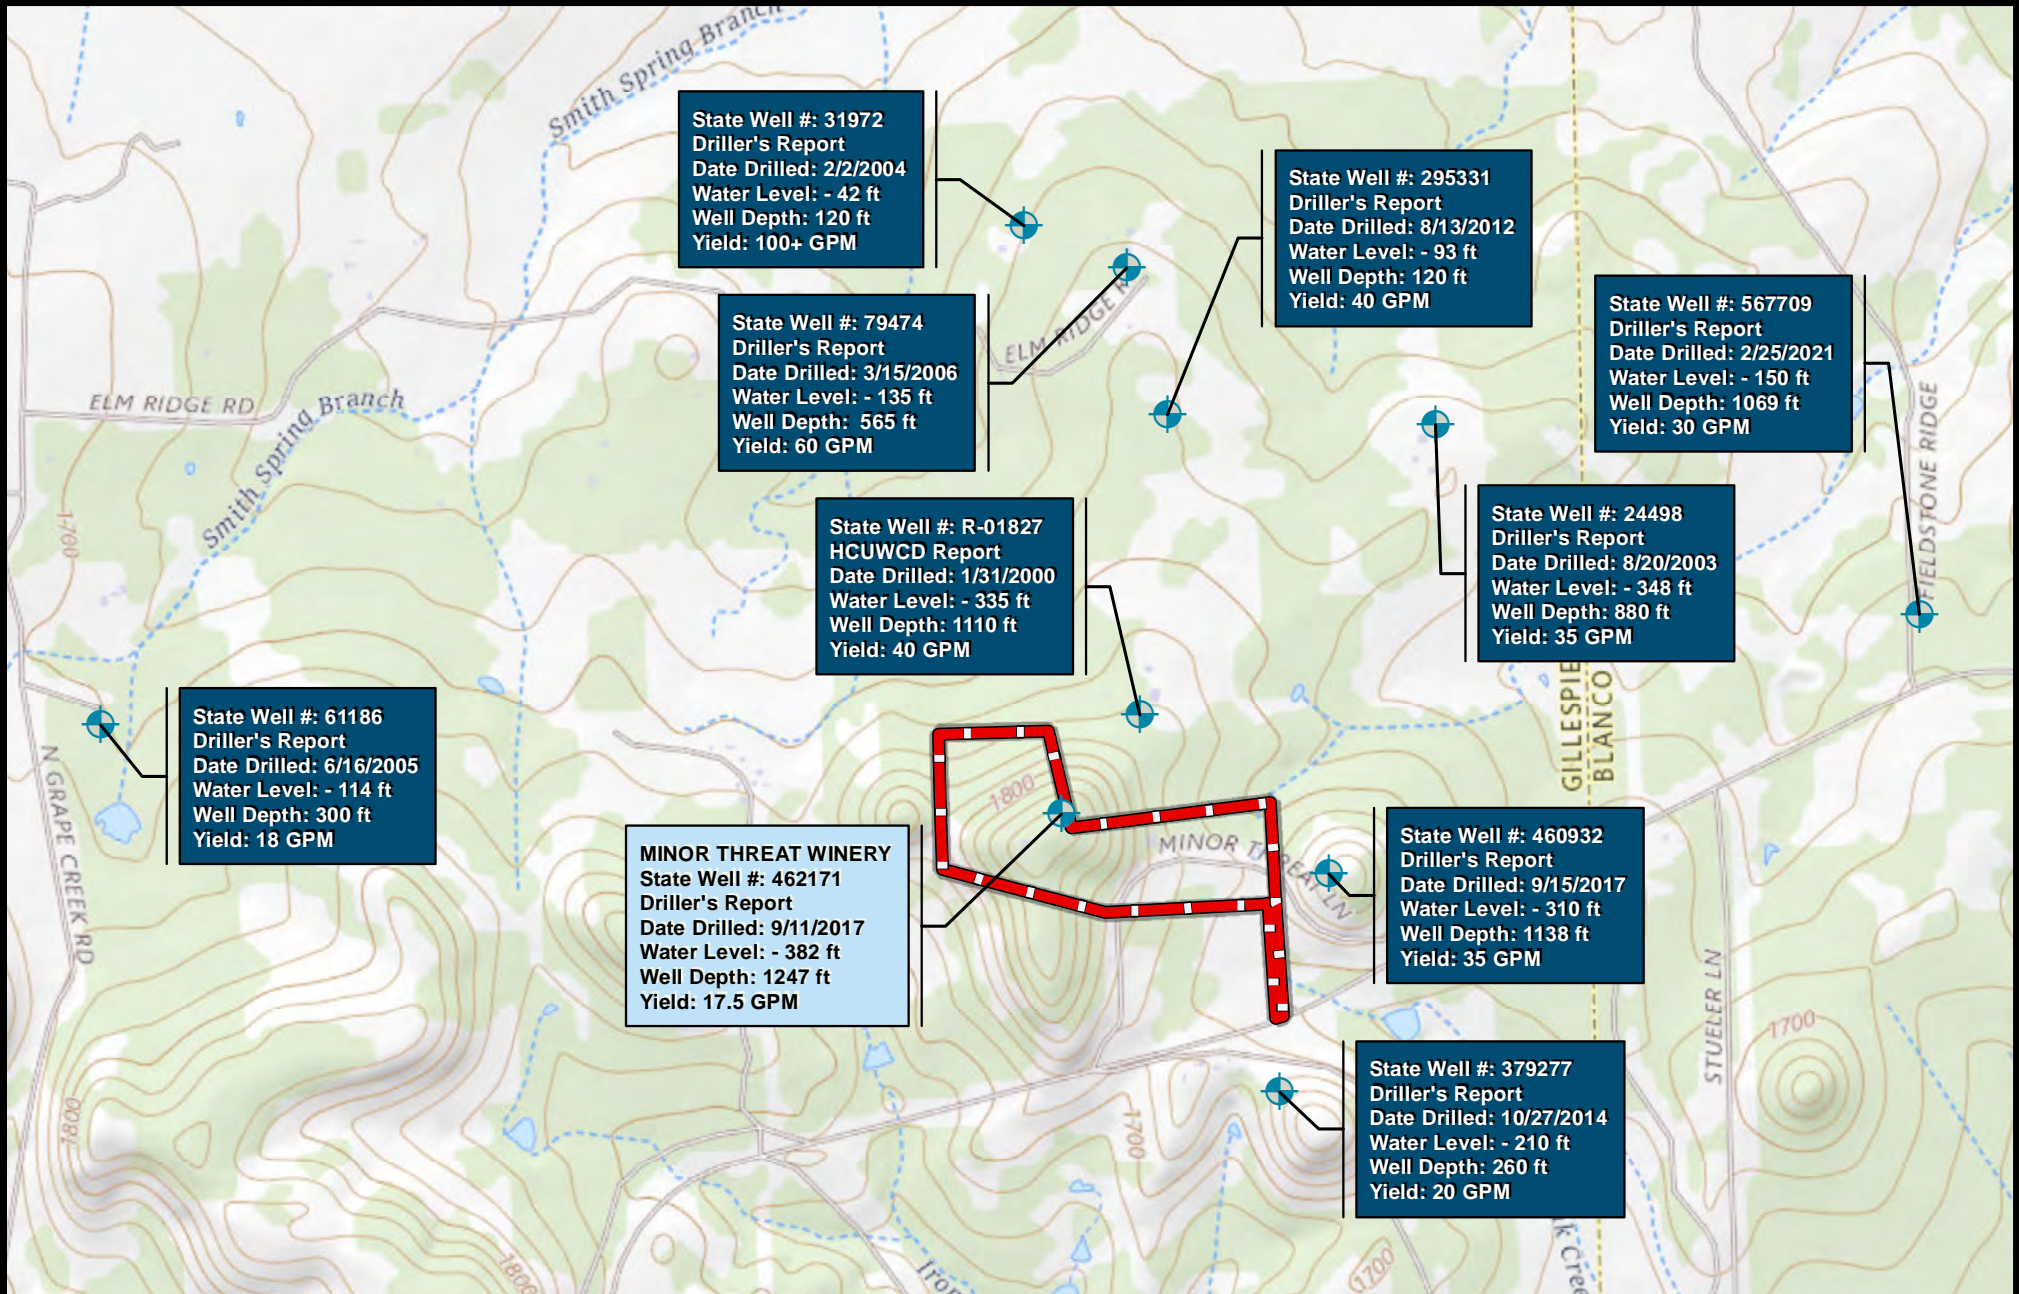 Smith Spring Branch
State Well #: 31972
Driller's Report
Date Drilled: 2/2/2004
Water Level: - 42 ft
Well Depth: 120 ft
Yield: 100+ GPM
State Well #: 295331
Driller's Report
Date Drilled: 8/13/2012
Water Level: - 93 ft
Well Depth: 120 ft
Yield: 40 GPM
State Well #: 79474
Driller's Report
Date Drilled: 3/15/2006
Water Level: - 135 ft
Well Depth: 565 ft
Yield: 60 GPM
ELM RIDGE
State Well #: 567709
Driller's Report
Date Drilled: 2/25/2021
Water Level: - 150 ft
Well Depth: 1069 ft
Yield: 30 GPM
FIELDSTONE RIDGE
ELM RIDGE RD
Smith Spring Branch
1700
State Well #: R-01827
HCUWCD Report
Date Drilled: 1/31/2000
Water Level: - 335 ft
Well Depth: 1110 ft
Yield: 40 GPM
State Well #: 24498
Driller's Report
Date Drilled: 8/20/2003
Water Level: - 348 ft
Well Depth: 880 ft
Yield: 35 GPM
GILLESPIE
BLANCO
State Well #: 61186
Driller's Report
Date Drilled: 6/16/2005
Water Level: - 114 ft
Well Depth: 300 ft
Yield: 18 GPM
N GRAPE CREEK RD
1800
MINOR THREAT LN
MINOR THREAT WINERY
State Well #: 462171
Driller's Report
Date Drilled: 9/11/2017
Water Level: - 382 ft
Well Depth: 1247 ft
Yield: 17.5 GPM
State Well #: 460932
Driller's Report
Date Drilled: 9/15/2017
Water Level: - 310 ft
Well Depth: 1138 ft
Yield: 35 GPM
STUELER LN
1700
State Well #: 379277
Driller's Report
Date Drilled: 10/27/2014
Water Level: - 210 ft
Well Depth: 260 ft
Yield: 20 GPM
1800
1700
1800
Iron
1700